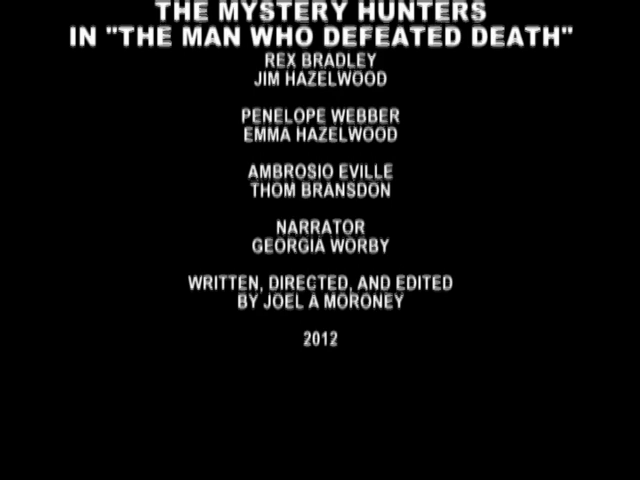 THE MYSTERY HUNTERS
IN "THE MAN WHO DEFEATED DEATH"
REX BRADLEY
JIM HAZELWOOD
PENELOPE WEBBER
EMMA HAZELWOOD
AMBROSIO EVILLE
THOM BRANSDON
NARRATOR
GEORGIA WORBY
WRITTEN, DIRECTED, AND EDITED
BY JOEL A MORONEY
2012